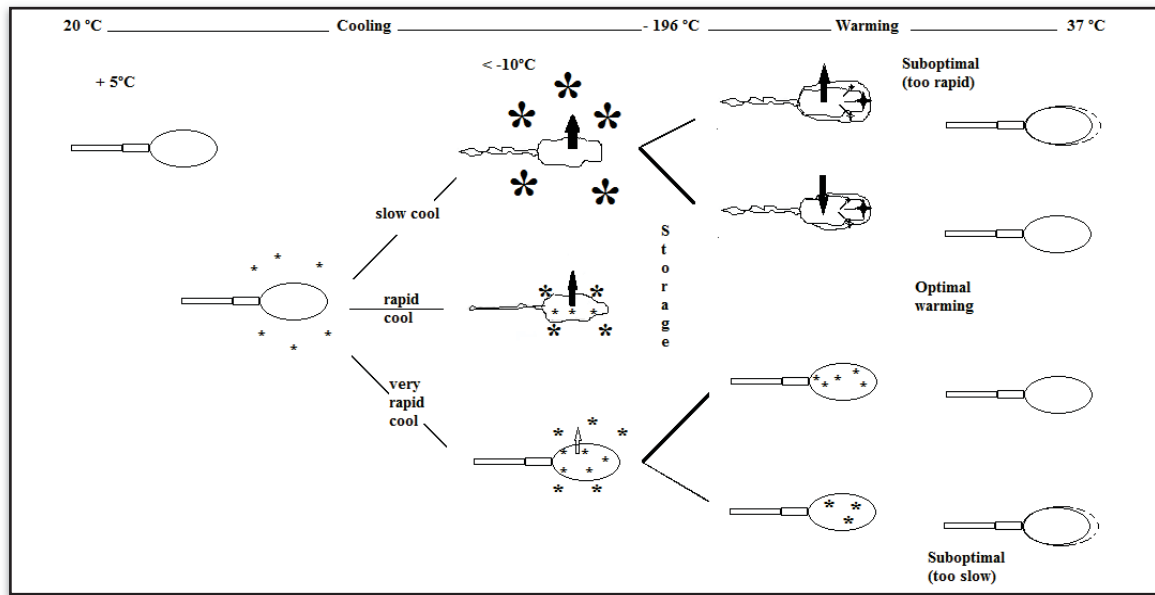 20 °C Cooling - 196 °C Warming 37 °C
+ 5°C
< -10°C
Suboptimal
(too rapid)
slow cool
rapid
cool
very
rapid
cool
Storage
Optimal
warming
Suboptimal
(too slow)